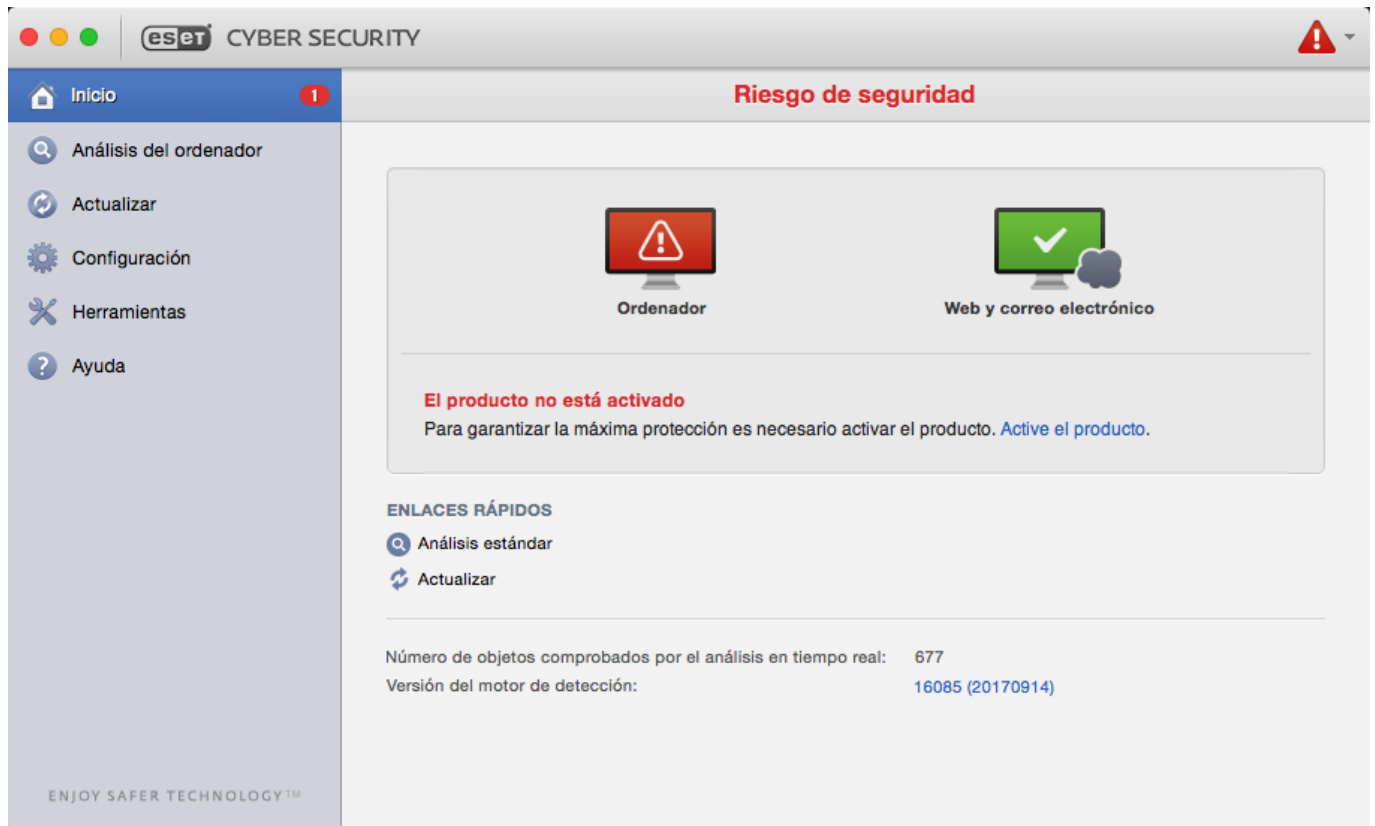 eset CYBER SECURITY
Inicio 1
Riesgo de seguridad
Análisis del ordenador
Actualizar
Configuración
Herramientas
Ayuda
Ordenador
Web y correo electrónico
El producto no está activado
Para garantizar la máxima protección es necesario activar el producto. Active el producto.
ENLACES RÁPIDOS
Análisis estándar
Actualizar
Número de objetos comprobados por el análisis en tiempo real: 677
Versión del motor de detección: 16085 (20170914)
ENJOY SAFER TECHNOLOGY™